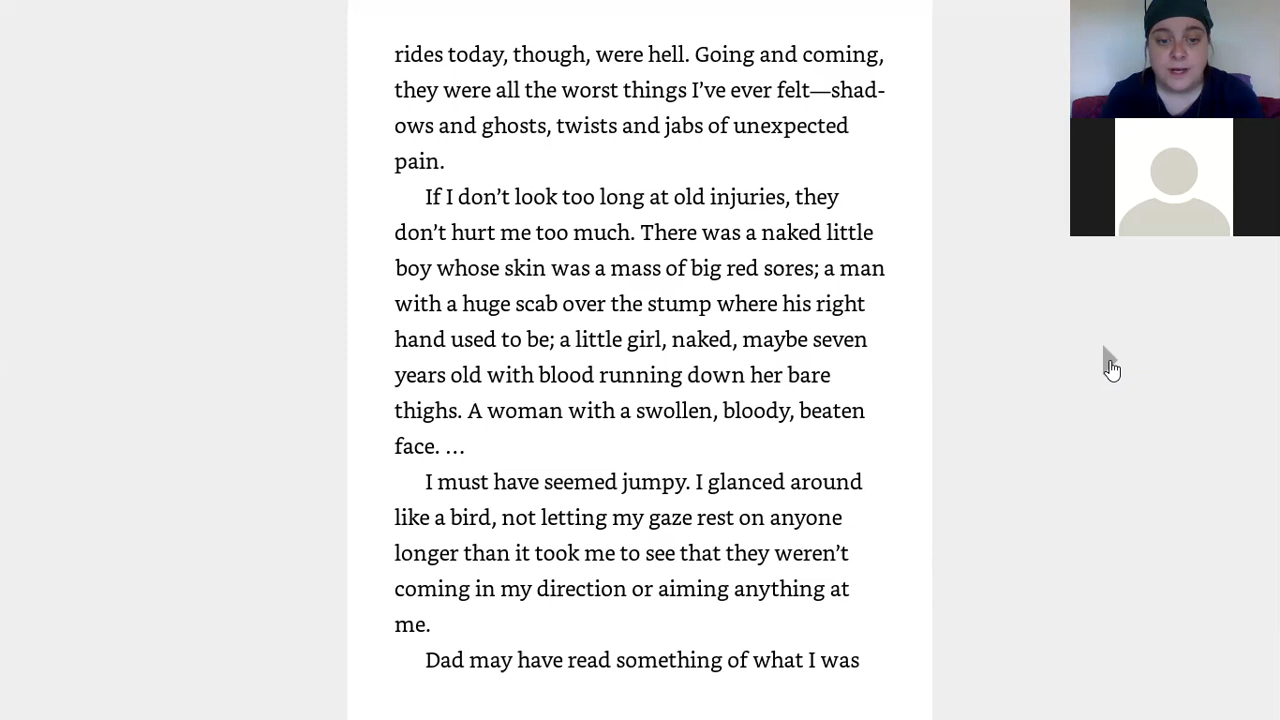 rides today, though, were hell. Going and coming,
they were all the worst things I’ve ever felt—shad-
ows and ghosts, twists and jabs of unexpected
pain.
If I don’t look too long at old injuries, they
don’t hurt me too much. There was a naked little
boy whose skin was a mass of big red sores; a man
with a huge scab over the stump where his right
hand used to be; a little girl, naked, maybe seven
years old with blood running down her bare
thighs. A woman with a swollen, bloody, beaten
face. …
I must have seemed jumpy. I glanced around
like a bird, not letting my gaze rest on anyone
longer than it took me to see that they weren’t
coming in my direction or aiming anything at
me.
Dad may have read something of what I was